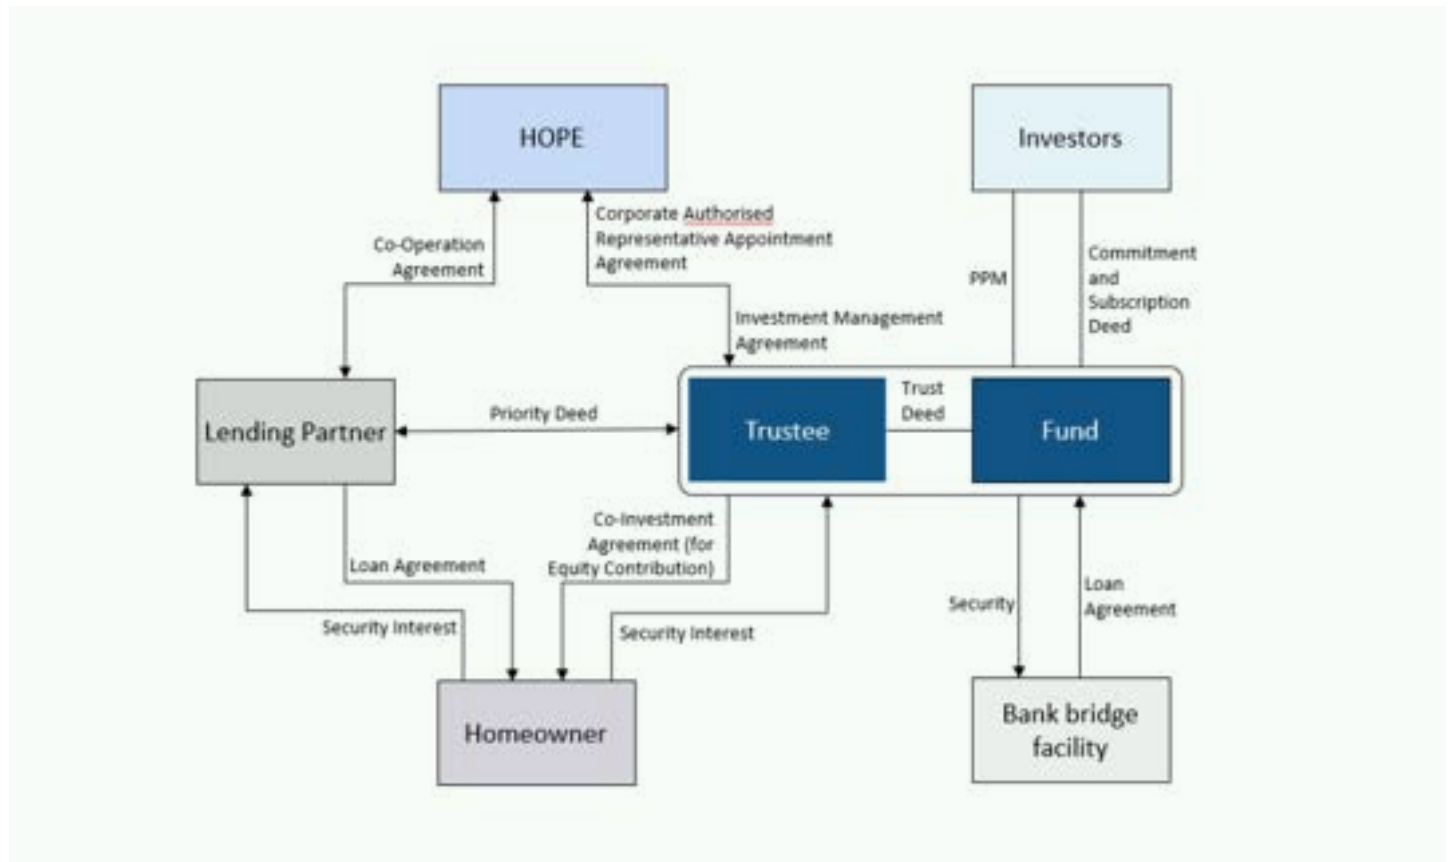 HOPE
Investors
Co-Operation
Agreement
Corporate Authorised
Representative Appointment
Agreement
PPM
Commitment
and
Subscription
Deed
Investment Management
Agreement
Lending Partner
Priority Deed
Trustee
Trust
Deed
Fund
Co-Investment
Agreement (for
Equity Contribution)
Loan Agreement
Security Interest
Security Interest
Security
Loan
Agreement
Homeowner
Bank bridge
facility